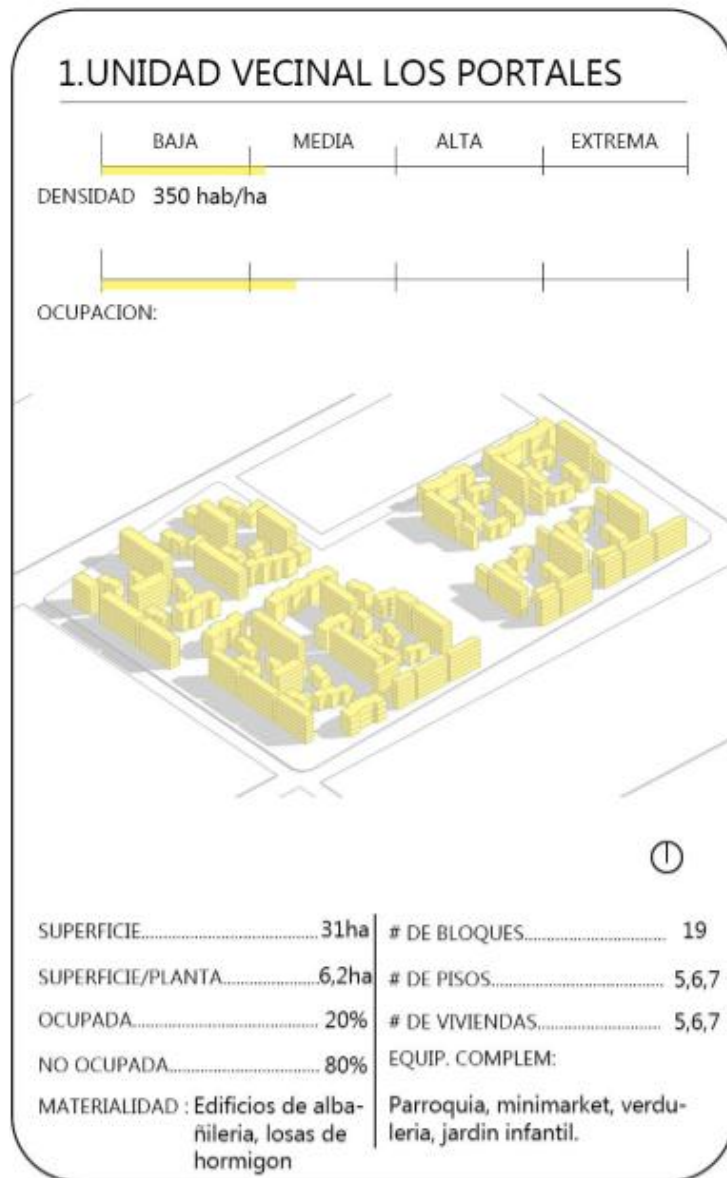 1.UNIDAD VECINAL LOS PORTALES
BAJA MEDIA ALTA EXTREMA
DENSIDAD 350 hab/ha
OCUPACION:
SUPERFICIE 31ha
SUPERFICIE/PLANTA 6,2ha
OCUPADA 20%
NO OCUPADA 80%
MATERIALIDAD : Edificios de alba-
ñileria, losas de
hormigon
# DE BLOQUES 19
# DE PISOS 5,6,7
# DE VIVIENDAS 5,6,7
EQUIP. COMPLEM:
Parroquia, minimarket, verdu-
leria, jardin infantil.